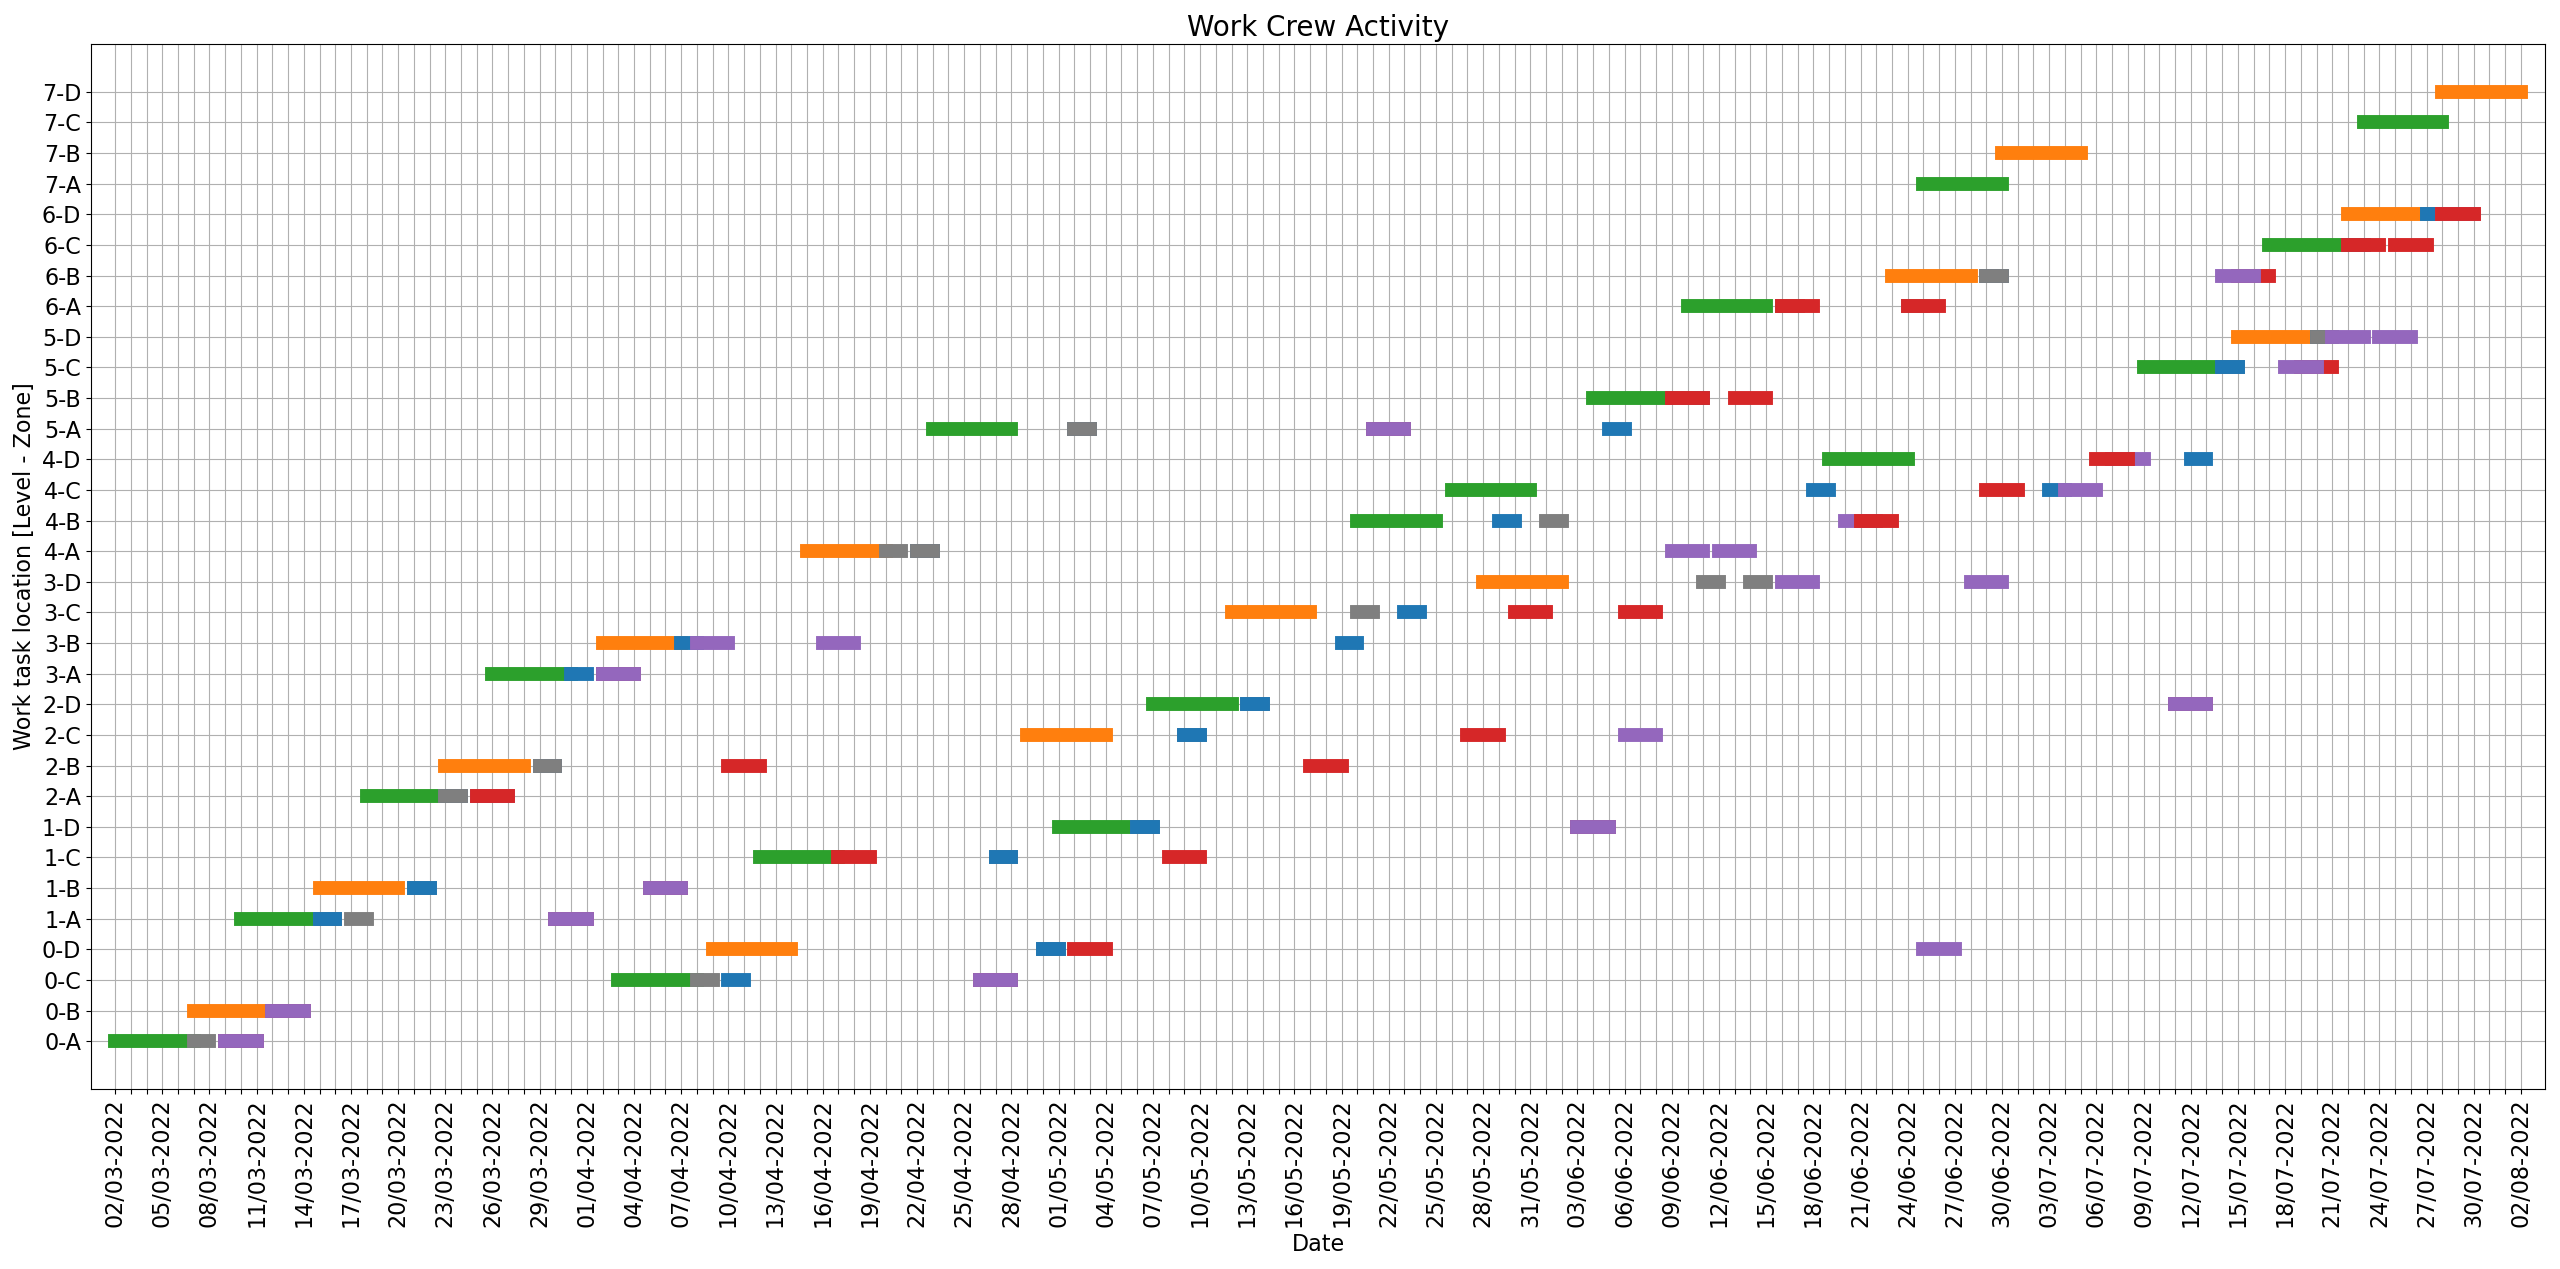 Work Crew Activity
Work task location [Level - Zone]
7-D
7-C
7-B
7-A
6-D
6-C
6-B
6-A
5-D
5-C
5-B
5-A
4-D
4-C
4-B
4-A
3-D
3-C
3-B
3-A
2-D
2-C
2-B
2-A
1-D
1-C
1-B
1-A
0-D
0-C
0-B
0-A
02/03-2022
05/03-2022
08/03-2022
11/03-2022
14/03-2022
17/03-2022
20/03-2022
23/03-2022
26/03-2022
29/03-2022
01/04-2022
04/04-2022
07/04-2022
10/04-2022
13/04-2022
16/04-2022
19/04-2022
22/04-2022
25/04-2022
28/04-2022
01/05-2022
04/05-2022
07/05-2022
10/05-2022
13/05-2022
16/05-2022
19/05-2022
22/05-2022
25/05-2022
28/05-2022
31/05-2022
03/06-2022
06/06-2022
09/06-2022
12/06-2022
15/06-2022
18/06-2022
21/06-2022
24/06-2022
27/06-2022
30/06-2022
03/07-2022
06/07-2022
09/07-2022
12/07-2022
15/07-2022
18/07-2022
21/07-2022
24/07-2022
27/07-2022
30/07-2022
02/08-2022
Date